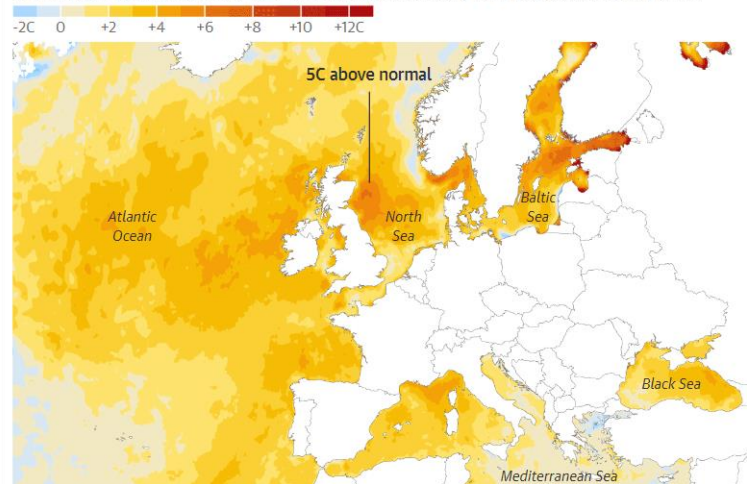 -2C 0 +2 +4 +6 +8 +10 +12C
5C above normal
Atlantic
Ocean
North
Sea
Baltic
Sea
Black Sea
Mediterranean Sea